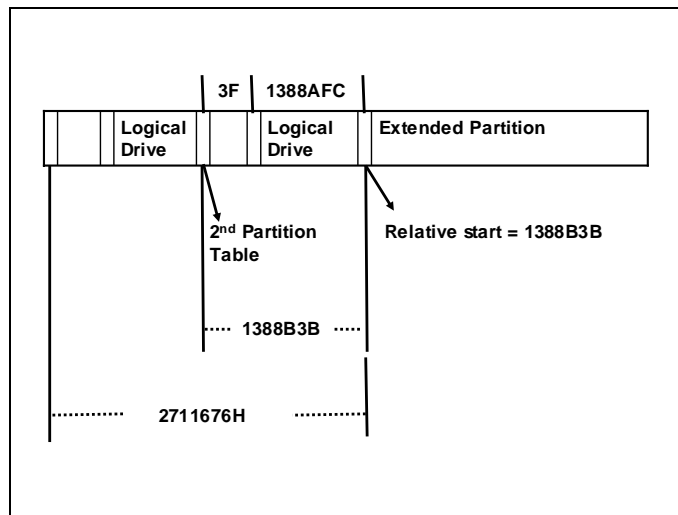 3F 1388AFC
Logical Drive
Logical Drive
Extended Partition
2nd Partition Table
Relative start = 1388B3B
1388B3B
2711676H